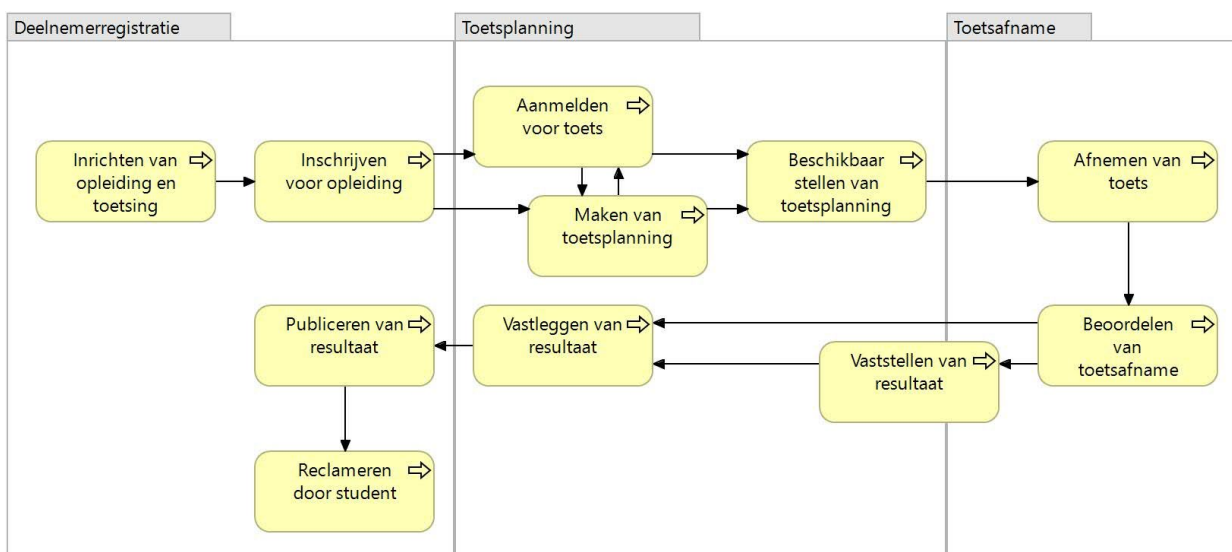 Deelnemerregistratie
Toetsplanning
Toetsafname
Inrichten van
opleiding en
toetsing
Inschrijven
voor opleiding
Aanmelden
voor toets
Maken van
toetsplanning
Beschikbaar
stellen van
toetsplanning
Afnemen van
toets
Publiceren van
resultaat
Vastleggen van
resultaat
Vaststellen van
resultaat
Beoordelen
van
toetsafname
Reclameren
door student